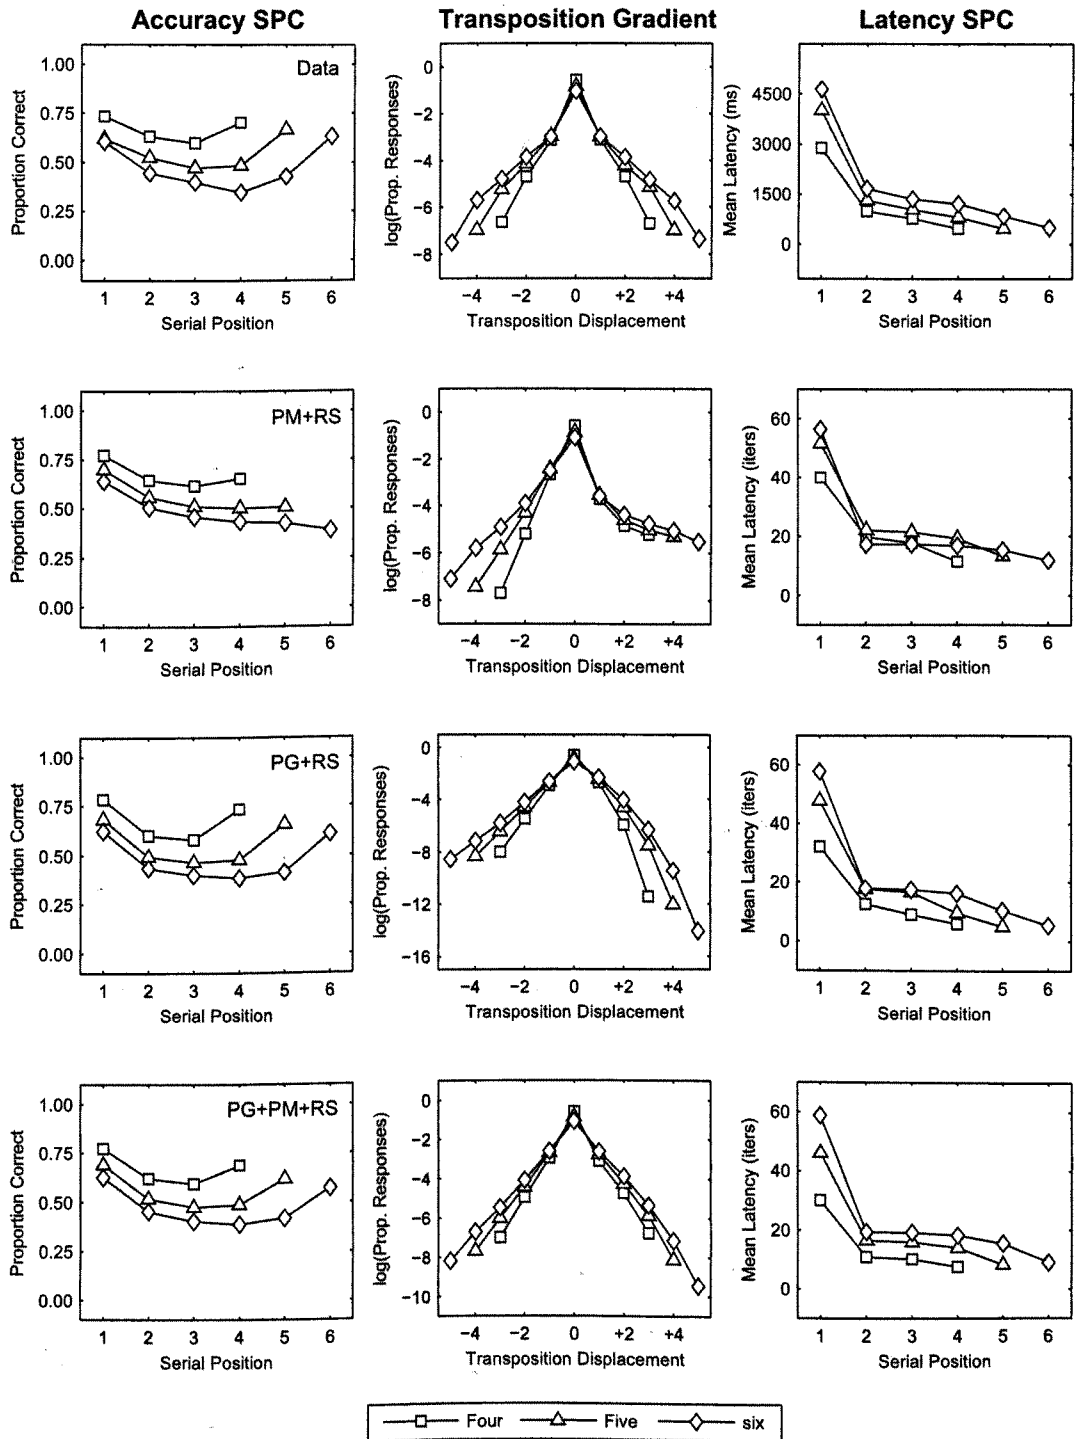 Accuracy SPC
Transposition Gradient
Latency SPC
Data
Proportion Correct
1.00
0.75
0.50
0.25
0.00
1 2 3 4 5 6
Serial Position
log(Prop. Responses)
0
−2
−4
−6
−8
−4 −2 0 +2 +4
Transposition Displacement
Mean Latency (ms)
4500
3000
1500
0
1 2 3 4 5 6
Serial Position
PM+RS
Proportion Correct
1.00
0.75
0.50
0.25
0.00
1 2 3 4 5 6
Serial Position
log(Prop. Responses)
0
−2
−4
−6
−8
−4 −2 0 +2 +4
Transposition Displacement
Mean Latency (iters)
60
40
20
0
1 2 3 4 5 6
Serial Position
PG+RS
Proportion Correct
1.00
0.75
0.50
0.25
0.00
1 2 3 4 5 6
Serial Position
log(Prop. Responses)
0
−4
−8
−12
−16
−4 −2 0 +2 +4
Transposition Displacement
Mean Latency (iters)
60
40
20
0
1 2 3 4 5 6
Serial Position
PG+PM+RS
Proportion Correct
1.00
0.75
0.50
0.25
0.00
1 2 3 4 5 6
Serial Position
log(Prop. Responses)
0
−2
−4
−6
−8
−10
−4 −2 0 +2 +4
Transposition Displacement
Mean Latency (iters)
60
40
20
0
1 2 3 4 5 6
Serial Position
Four Five six